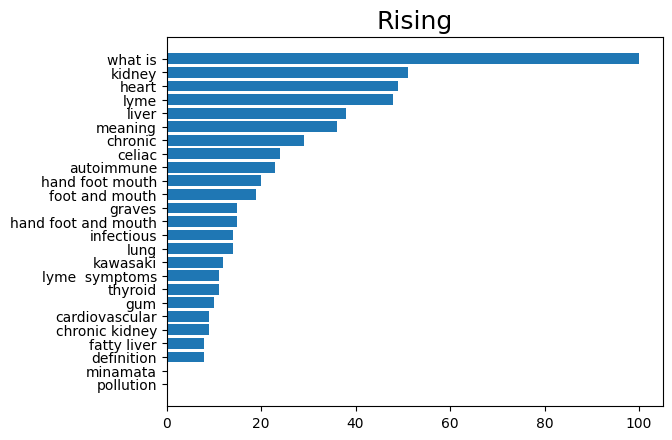 Rising
what is
kidney
heart
lyme
liver
meaning
chronic
celiac
autoimmune
hand foot mouth
foot and mouth
graves
hand foot and mouth
infectious
lung
kawasaki
lyme  symptoms
thyroid
gum
cardiovascular
chronic kidney
fatty liver
definition
minamata
pollution
0 20 40 60 80 100